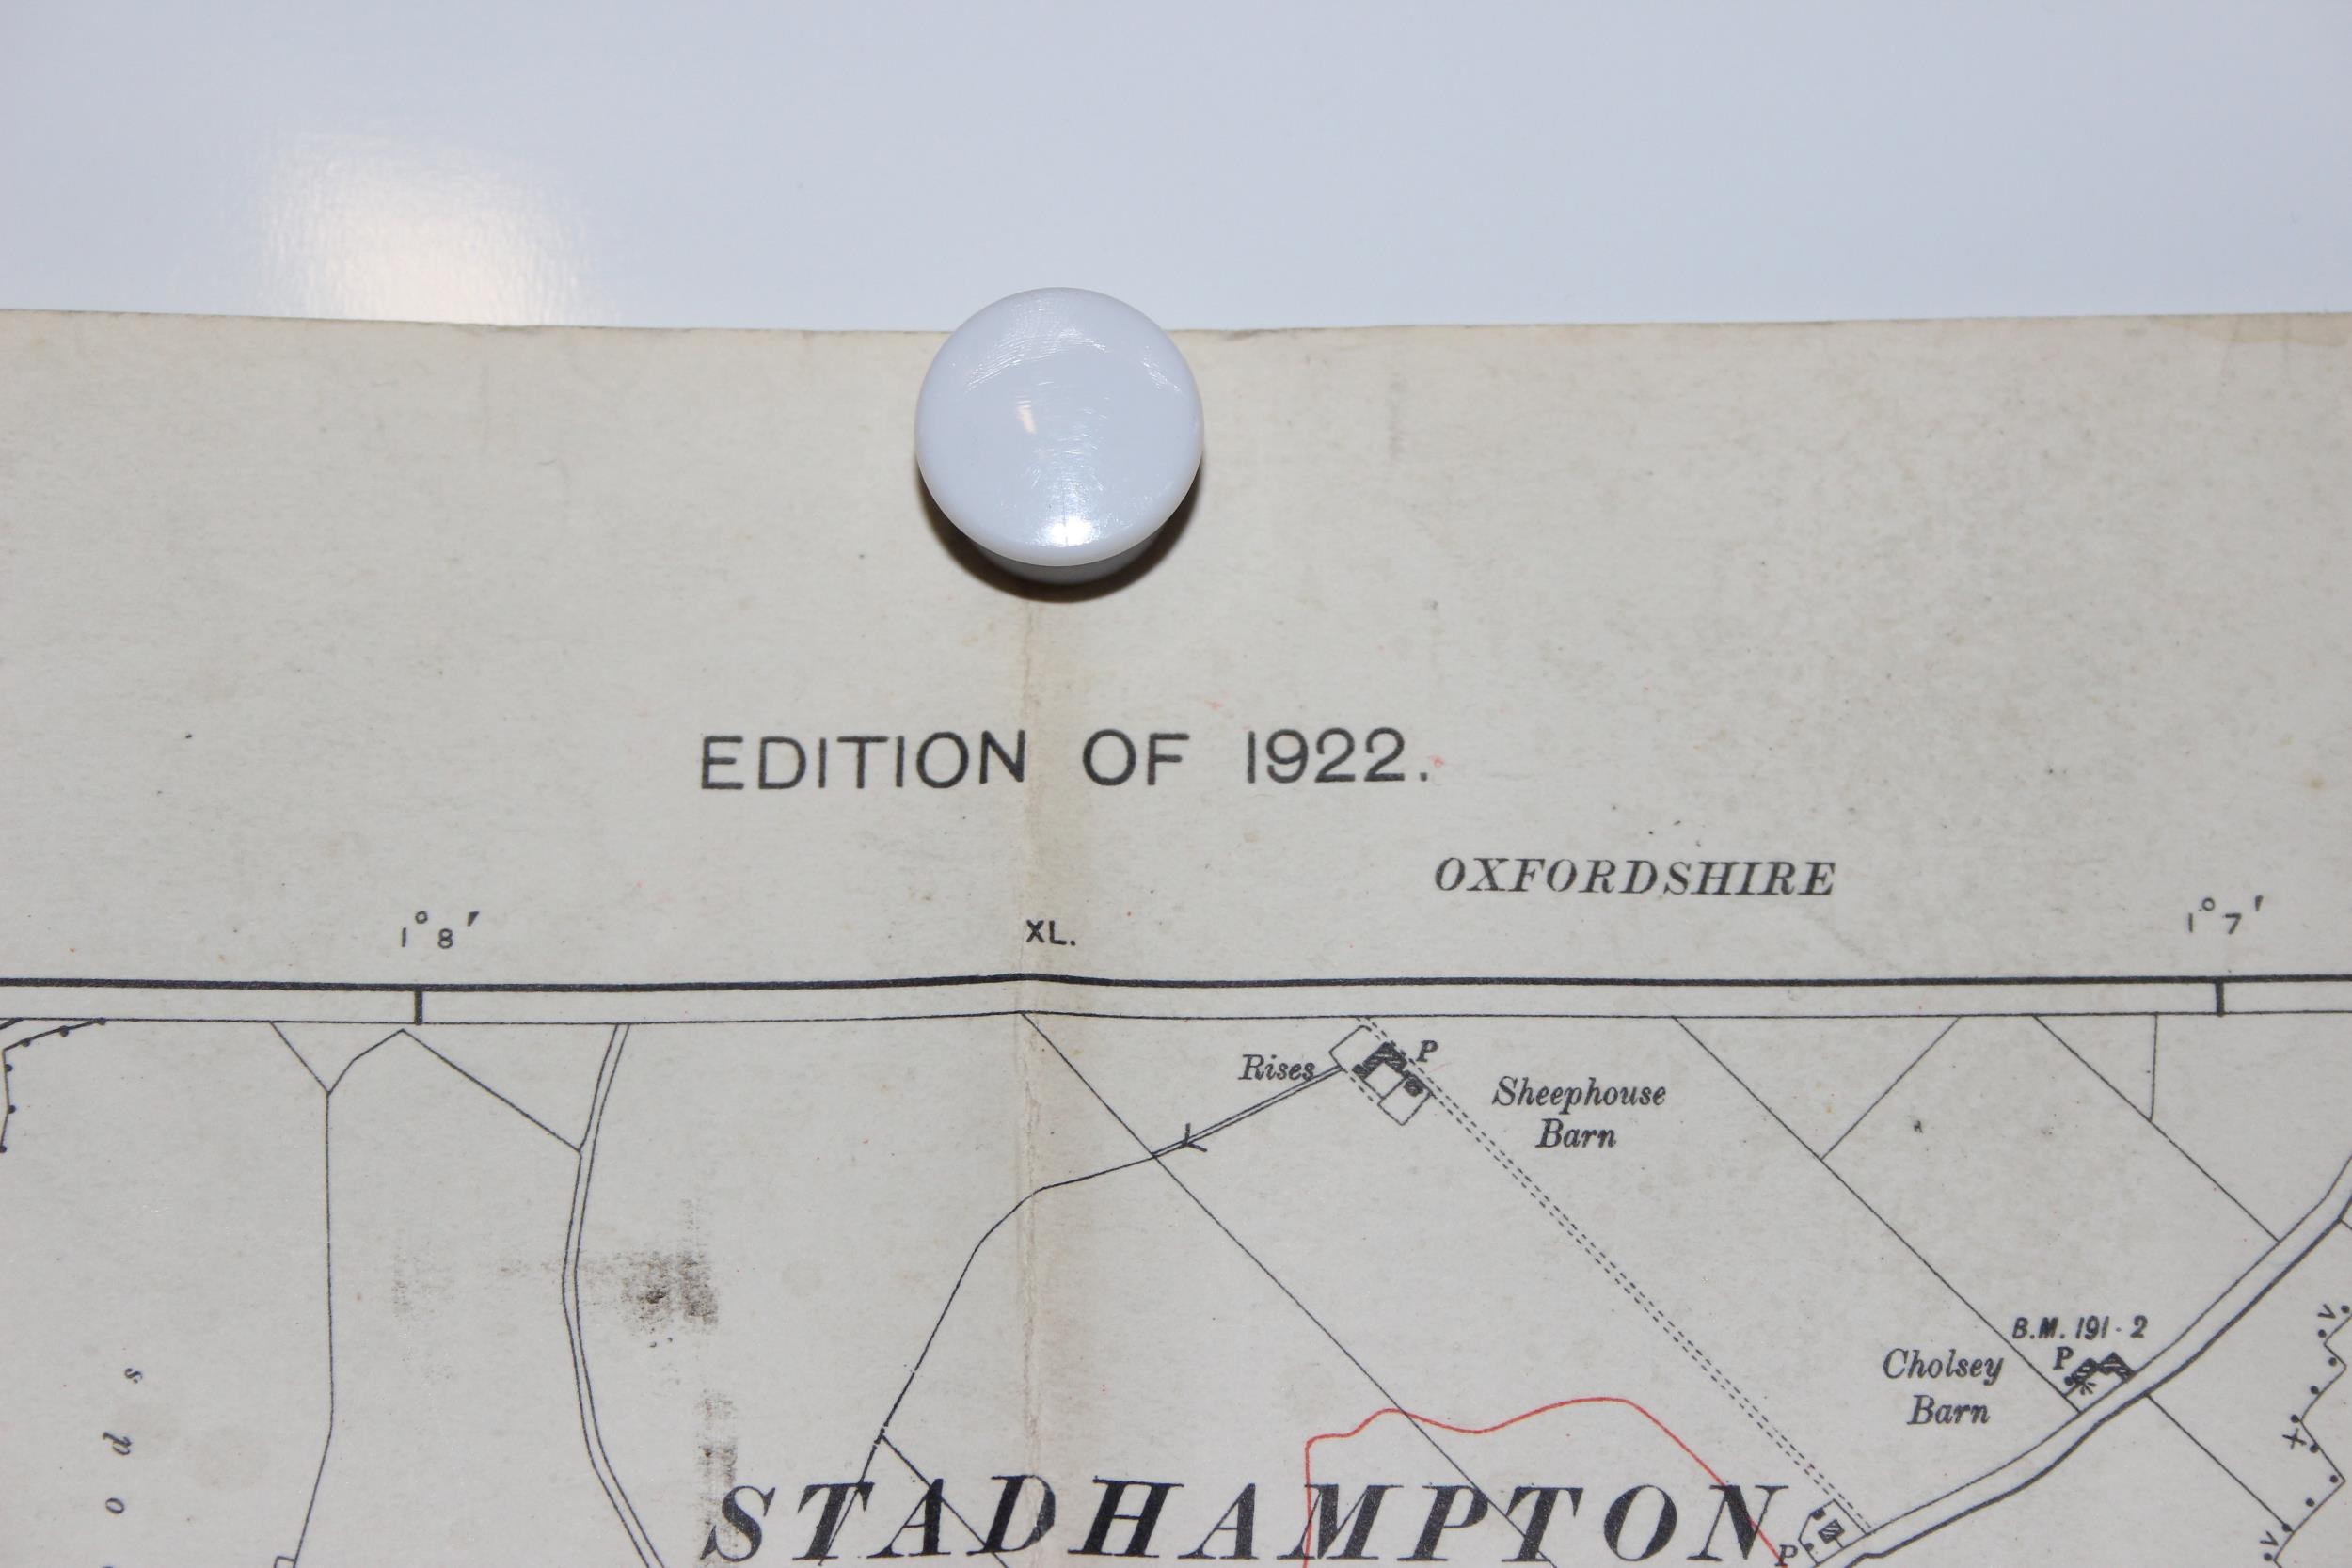 EDITION OF 1922.
OXFORDSHIRE
1° 8'
XL.
1° 7'
Rises
P
Sheephouse
Barn
B.M. 191·2
P
Cholsey
Barn
s
p
o
o
STADHAMPTON
P